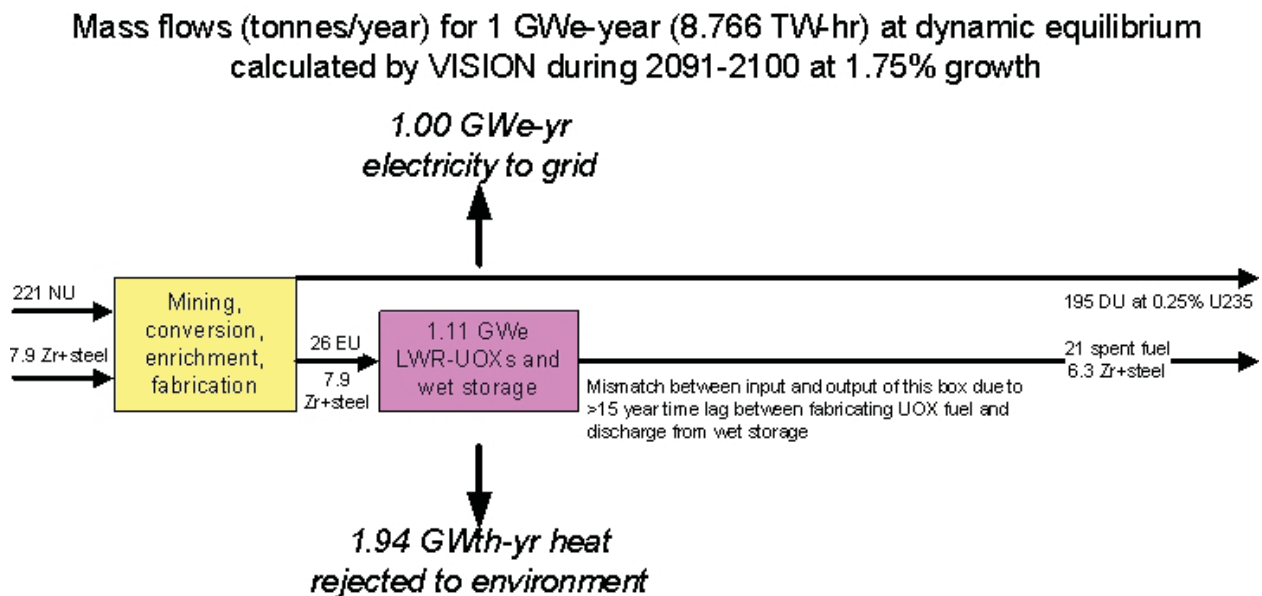 Mass flows (tonnes/year) for 1 GWe-year (8.766 TW-hr) at dynamic equilibrium
calculated by VISION during 2091-2100 at 1.75% growth
1.00 GWe-yr
electricity to grid
221 NU
7.9 Zr+steel
Mining,
conversion,
enrichment,
fabrication
26 EU
7.9
Zr+steel
1.11 GWe
LWR-UOXs and
wet storage
195 DU at 0.25% U235
21 spent fuel
6.3 Zr+steel
Mismatch between input and output of this box due to
>15 year time lag between fabricating UOX fuel and
discharge from wet storage
1.94 GWth-yr heat
rejected to environment